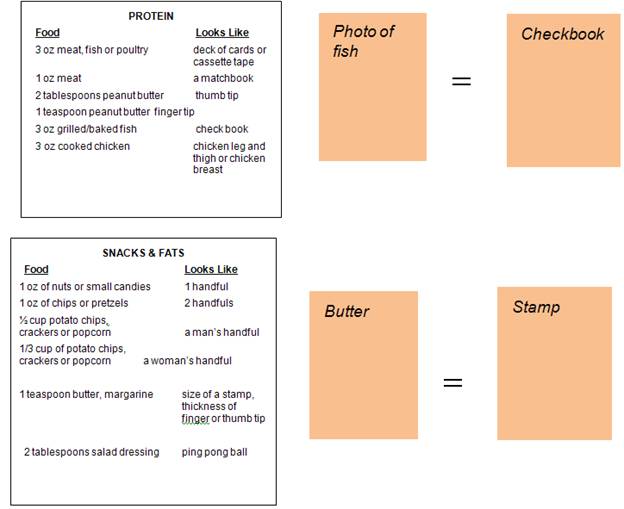 PROTEIN
Food Looks Like
3 oz meat, fish or poultry deck of cards or
cassette tape
1 oz meat a matchbook
2 tablespoons peanut butter thumb tip
1 teaspoon peanut butter finger tip
3 oz grilled/baked fish check book
3 oz cooked chicken chicken leg and
thigh or chicken
breast
Photo of
fish
=
Checkbook
SNACKS & FATS
Food Looks Like
1 oz of nuts or small candies 1 handful
1 oz of chips or pretzels 2 handfuls
½ cup potato chips,
crackers or popcorn a man's handful
1/3 cup of potato chips,
crackers or popcorn a woman's handful
1 teaspoon butter, margarine size of a stamp,
thickness of
finger or thumb tip
2 tablespoons salad dressing ping pong ball
Butter
=
Stamp